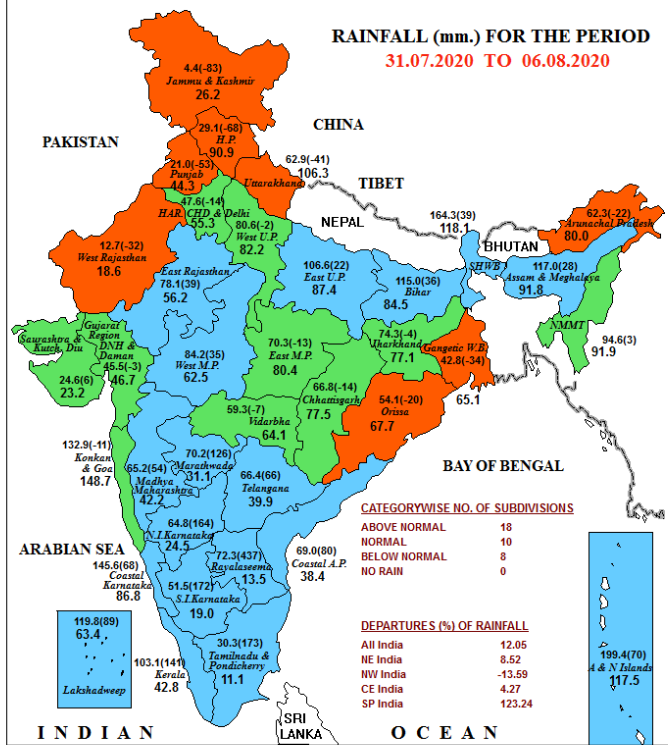 RAINFALL (mm.) FOR THE PERIOD
31.07.2020 TO 06.08.2020
4.4(-83)
Jammu & Kashmir
26.2
29.1(-68)
H.P.
90.9
CHINA
PAKISTAN
21.0(-53)
Punjab
44.3
62.9(-41)
106.3
Uttarakhand
TIBET
47.6(-14)
HAR. CHD & Delhi
55.3
NEPAL
80.6(-2)
West U.P.
82.2
164.3(39)
118.1
62.3(-22)
Arunachal Pradesh
80.0
BHUTAN
12.7(-32)
West Rajasthan
18.6
East Rajasthan
78.1(39)
56.2
106.6(22)
East U.P.
87.4
115.0(36)
Bihar
84.5
SHWB
117.0(28)
Assam & Meghalaya
91.8
NMMT
94.6(3)
91.9
Saurashtra &
Kutch, Diu
24.6(6)
23.2
Gujarat
Region
DNH &
Daman
45.5(-3)
46.7
84.2(35)
West M.P.
62.5
70.3(-13)
East M.P.
80.4
74.3(-4)
Jharkhand
77.1
Gangetic W.B.
42.8(-34)
65.1
66.8(-14)
Chhattisgarh
77.5
54.1(-20)
Orissa
67.7
59.3(-7)
Vidarbha
64.1
132.9(-11)
Konkan
& Goa
148.7
65.2(54)
Madhya
Maharashtra
42.2
70.2(126)
Marathwada
31.1
66.4(66)
Telangana
39.9
BAY OF BENGAL
64.8(164)
N.I.Karnataka
24.5
ARABIAN SEA
145.6(68)
Coastal
Karnataka
86.8
72.3(437)
Rayalaseema
13.5
69.0(80)
Coastal A.P.
38.4
51.5(172)
S.I.Karnataka
19.0
119.8(89)
63.4
Lakshadweep
103.1(141)
Kerala
42.8
30.3(173)
Tamilnadu &
Pondicherry
11.1
199.4(70)
A & N Islands
117.5
CATEGORYWISE NO. OF SUBDIVISIONS
ABOVE NORMAL 18
NORMAL 10
BELOW NORMAL 8
NO RAIN 0
DEPARTURES (%) OF RAINFALL
All India 12.05
NE India 8.52
NW India -13.59
CE India 4.27
SP India 123.24
SRI
LANKA
INDIAN OCEAN